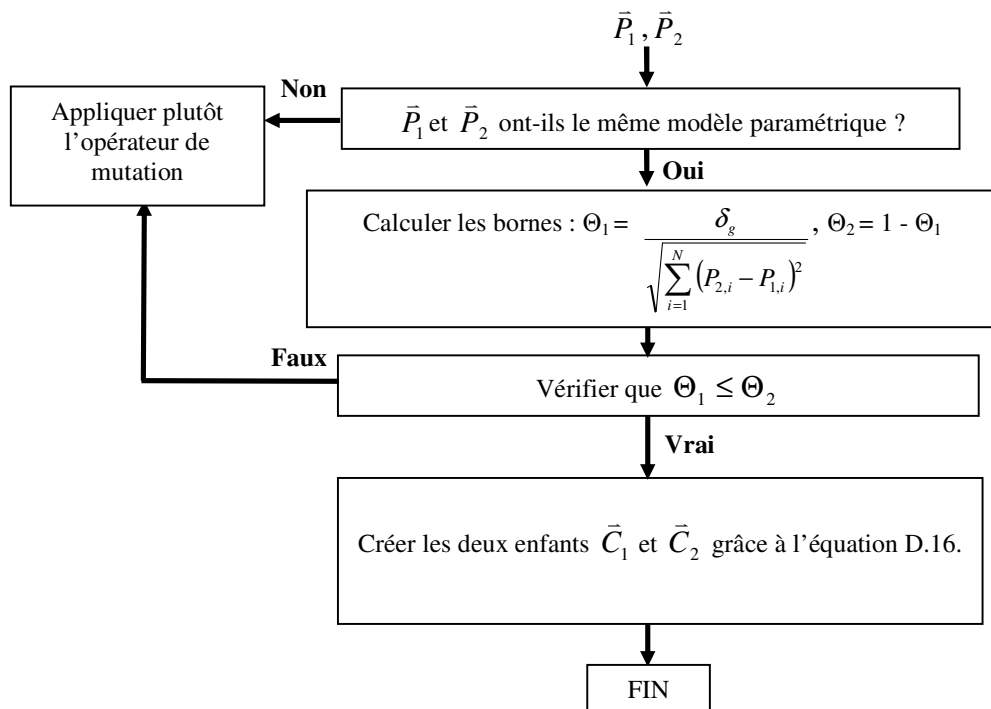 P⃗₁ , P⃗₂
Non
Appliquer plutôt
l’opérateur de
mutation
P⃗₁ et P⃗₂ ont-ils le même modèle paramétrique ?
Oui
Calculer les bornes : Θ₁ = δ_g / √(∑_{i=1}^{N} (P_{2,i} − P_{1,i})²) , Θ₂ = 1 - Θ₁
Faux
Vérifier que Θ₁ ≤ Θ₂
Vrai
Créer les deux enfants C⃗₁ et C⃗₂ grâce à l’équation D.16.
FIN